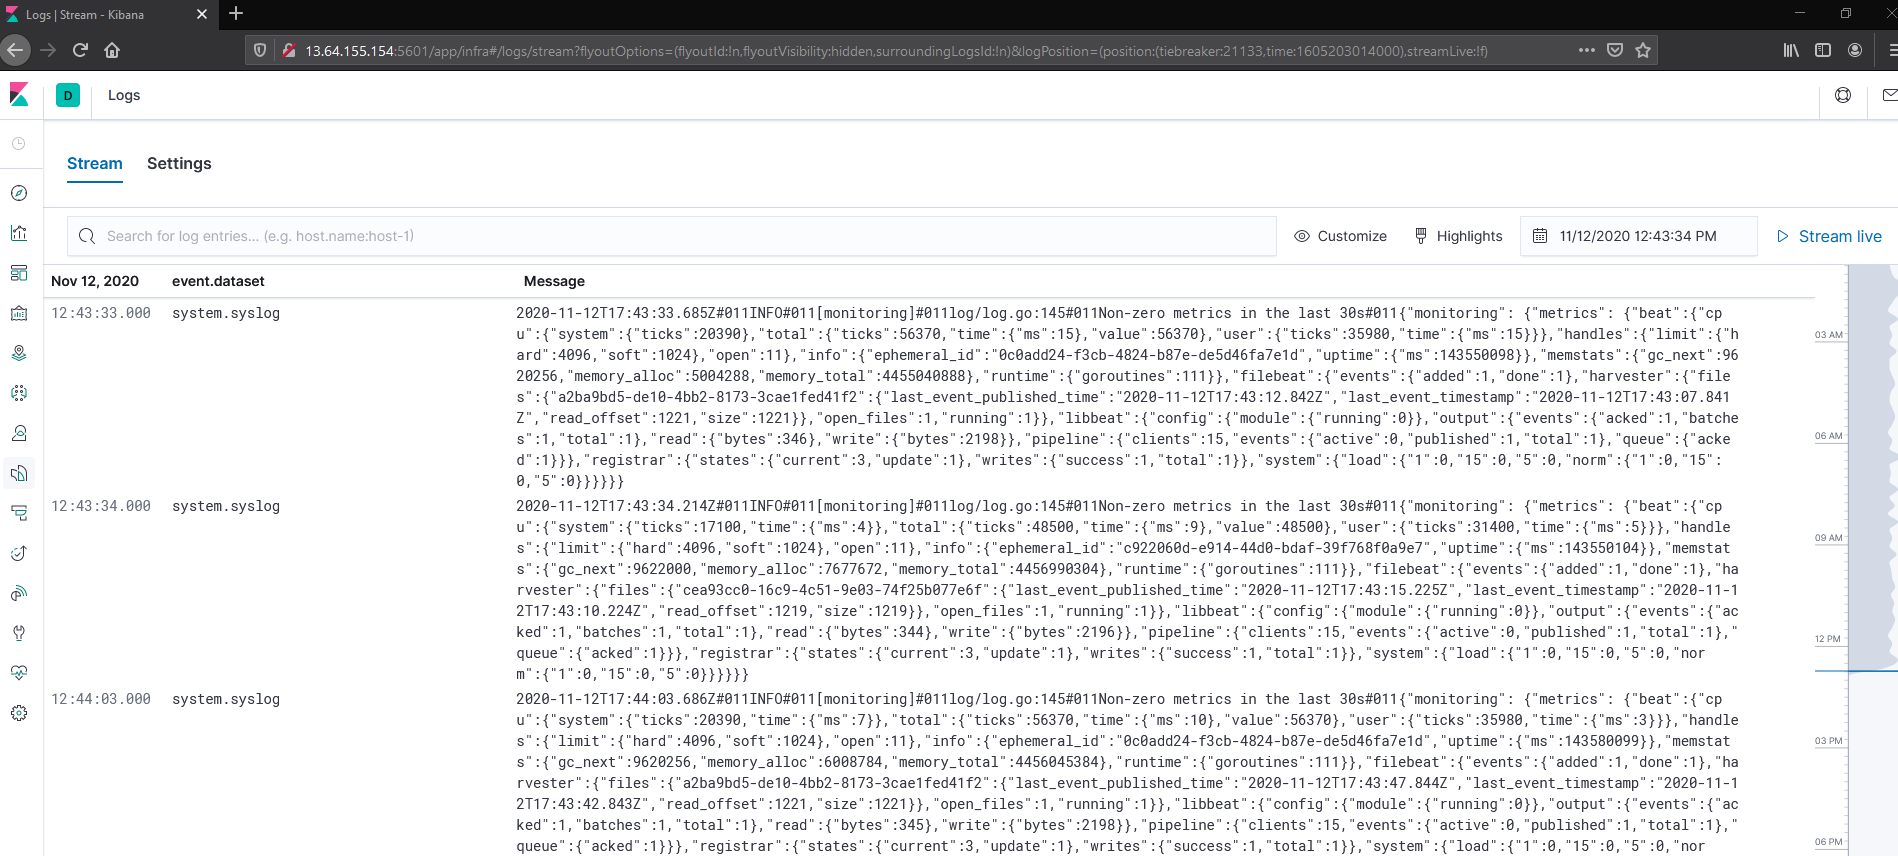 Logs | Stream - Kibana
13.64.155.154:5601/app/infra#/logs/stream?flyoutOptions=(flyoutId:!n,flyoutVisibility:hidden,surroundingLogsId:!n)&logPosition=(position:(tiebreaker:21133,time:1605203014000),streamLive:!f)
D Logs
Stream Settings
Search for log entries... (e.g. host.name:host-1) Customize Highlights 11/12/2020 12:43:34 PM Stream live
Nov 12, 2020 event.dataset Message
12:43:33.000 system.syslog 2020-11-12T17:43:33.685Z#011INFO#011[monitoring]#011log/log.go:145#011Non-zero metrics in the last 30s#011{"monitoring": {"metrics": {"beat":{"cp
u":{"system":{"ticks":20390},"total":{"ticks":56370,"time":{"ms":15},"value":56370},"user":{"ticks":35980,"time":{"ms":15}}},"handles":{"limit":{"h
ard":4096,"soft":1024},"open":11},"info":{"ephemeral_id":"0c0add24-f3cb-4824-b87e-de5d46fa7e1d","uptime":{"ms":143550098}},"memstats":{"gc_next":96
20256,"memory_alloc":5004288,"memory_total":4455040888},"runtime":{"goroutines":111}},"filebeat":{"events":{"added":1,"done":1},"harvester":{"file
s":{"a2ba9bd5-de10-4bb2-8173-3cae1fed41f2":{"last_event_published_time":"2020-11-12T17:43:12.842Z","last_event_timestamp":"2020-11-12T17:43:07.841
Z","read_offset":1221,"size":1221}},"open_files":1,"running":1}},"libbeat":{"config":{"module":{"running":0}},"output":{"events":{"acked":1,"batche
s":1,"total":1},"read":{"bytes":346},"write":{"bytes":2198}},"pipeline":{"clients":15,"events":{"active":0,"published":1,"total":1},"queue":{"acke
d":1}}},"registrar":{"states":{"current":3,"update":1},"writes":{"success":1,"total":1}},"system":{"load":{"1":0,"15":0,"5":0,"norm":{"1":0,"15":
0,"5":0}}}}}}
12:43:34.000 system.syslog 2020-11-12T17:43:34.214Z#011INFO#011[monitoring]#011log/log.go:145#011Non-zero metrics in the last 30s#011{"monitoring": {"metrics": {"beat":{"cp
u":{"system":{"ticks":17100,"time":{"ms":4}},"total":{"ticks":48500,"time":{"ms":9},"value":48500},"user":{"ticks":31400,"time":{"ms":5}}},"handle
s":{"limit":{"hard":4096,"soft":1024},"open":11},"info":{"ephemeral_id":"c922060d-e914-44d0-bdaf-39f768f0a9e7","uptime":{"ms":143550104}},"memstat
s":{"gc_next":9622000,"memory_alloc":7677672,"memory_total":4456990304},"runtime":{"goroutines":111}},"filebeat":{"events":{"added":1,"done":1},"ha
rvester":{"files":{"cea93cc0-16c9-4c51-9e03-74f25b077e6f":{"last_event_published_time":"2020-11-12T17:43:15.225Z","last_event_timestamp":"2020-11-1
2T17:43:10.224Z","read_offset":1219,"size":1219}},"open_files":1,"running":1}},"libbeat":{"config":{"module":{"running":0}},"output":{"events":{"ac
ked":1,"batches":1,"total":1},"read":{"bytes":344},"write":{"bytes":2196}},"pipeline":{"clients":15,"events":{"active":0,"published":1,"total":1},"
queue":{"acked":1}}},"registrar":{"states":{"current":3,"update":1},"writes":{"success":1,"total":1}},"system":{"load":{"1":0,"15":0,"5":0,"nor
m":{"1":0,"15":0,"5":0}}}}}}
12:44:03.000 system.syslog 2020-11-12T17:44:03.686Z#011INFO#011[monitoring]#011log/log.go:145#011Non-zero metrics in the last 30s#011{"monitoring": {"metrics": {"beat":{"cp
u":{"system":{"ticks":20390,"time":{"ms":7}},"total":{"ticks":56370,"time":{"ms":10},"value":56370},"user":{"ticks":35980,"time":{"ms":3}}},"handle
s":{"limit":{"hard":4096,"soft":1024},"open":11},"info":{"ephemeral_id":"0c0add24-f3cb-4824-b87e-de5d46fa7e1d","uptime":{"ms":143580099}},"memstat
s":{"gc_next":9620256,"memory_alloc":6008784,"memory_total":4456045384},"runtime":{"goroutines":111}},"filebeat":{"events":{"added":1,"done":1},"ha
rvester":{"files":{"a2ba9bd5-de10-4bb2-8173-3cae1fed41f2":{"last_event_published_time":"2020-11-12T17:43:47.844Z","last_event_timestamp":"2020-11-1
2T17:43:42.843Z","read_offset":1221,"size":1221}},"open_files":1,"running":1}},"libbeat":{"config":{"module":{"running":0}},"output":{"events":{"ac
ked":1,"batches":1,"total":1},"read":{"bytes":345},"write":{"bytes":2198}},"pipeline":{"clients":15,"events":{"active":0,"published":1,"total":1},"
queue":{"acked":1}}},"registrar":{"states":{"current":3,"update":1},"writes":{"success":1,"total":1}},"system":{"load":{"1":0,"15":0,"5":0,"nor
03 AM
06 AM
09 AM
12 PM
03 PM
06 PM